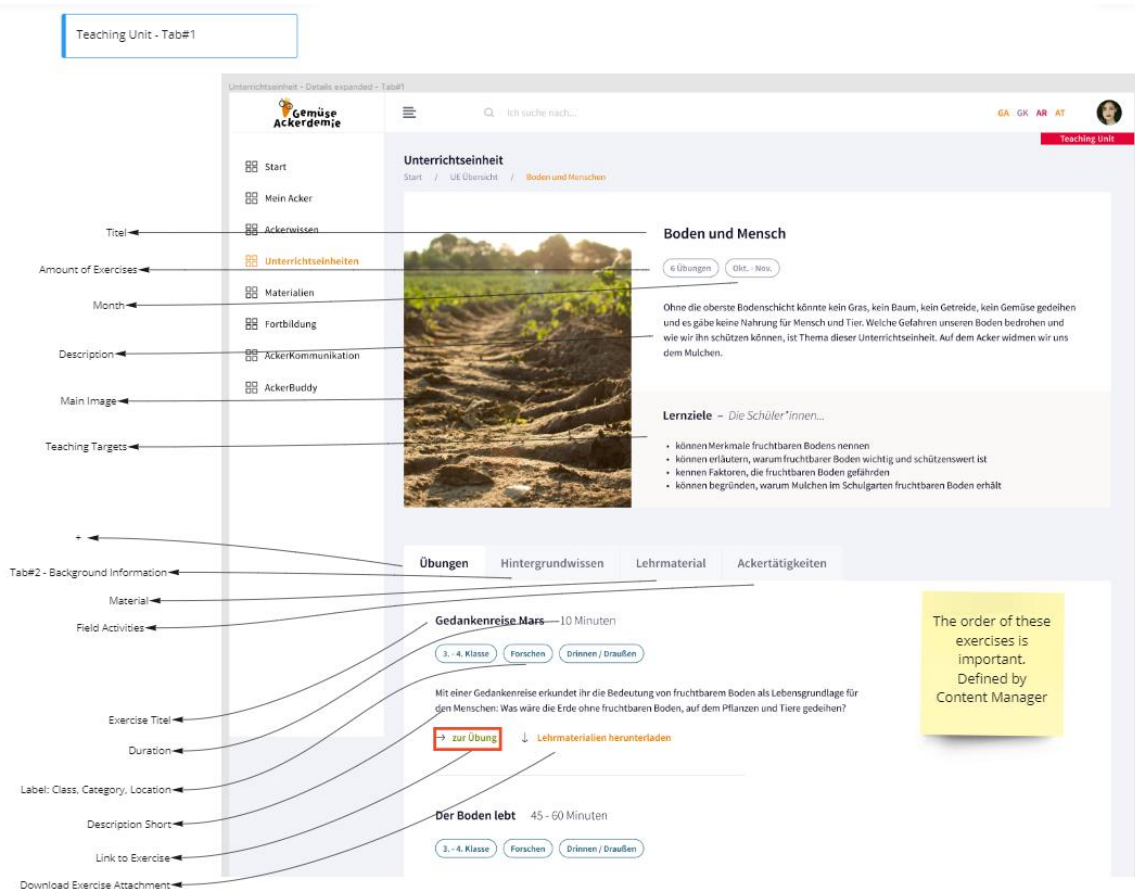 Teaching Unit - Tab#1
Unterrichtseinheit - Details expanded - Tab#1
Gemüse
Ackerdemie
Ich suche nach...
GA GK AR AT
Teaching Unit
Start
Mein Acker
Ackerwissen
Unterrichtseinheiten
Materialien
Fortbildung
AckerKommunikation
AckerBuddy
Unterrichtseinheit
Start / UE Übersicht / Boden und Menschen
Titel
Amount of Exercises
Month
Description
Main Image
Teaching Targets
+
Tab#2 - Background Information
Material
Field Activities
Exercise Titel
Duration
Label: Class, Category, Location
Description Short
Link to Exercise
Download Exercise Attachment
Boden und Mensch
6 Übungen Okt. - Nov.
Ohne die oberste Bodenschicht könnte kein Gras, kein Baum, kein Getreide, kein Gemüse gedeihen
und es gäbe keine Nahrung für Mensch und Tier. Welche Gefahren unseren Boden bedrohen und
wie wir ihn schützen können, ist Thema dieser Unterrichtseinheit. Auf dem Acker widmen wir uns
dem Mulchen.
Lernziele – Die Schüler*innen...
• können Merkmale fruchtbaren Bodens nennen
• können erläutern, warum fruchtbarer Boden wichtig und schützenswert ist
• kennen Faktoren, die fruchtbaren Boden gefährden
• können begründen, warum Mulchen im Schulgarten fruchtbaren Boden erhält
Übungen Hintergrundwissen Lehrmaterial Ackertätigkeiten
Gedankenreise Mars 10 Minuten
3. - 4. Klasse Forschen Drinnen / Draußen
Mit einer Gedankenreise erkundet ihr die Bedeutung von fruchtbarem Boden als Lebensgrundlage für
den Menschen: Was wäre die Erde ohne fruchtbaren Boden, auf dem Pflanzen und Tiere gedeihen?
→ zur Übung ↓ Lehrmaterialien herunterladen
Der Boden lebt 45 - 60 Minuten
3. - 4. Klasse Forschen Drinnen / Draußen
The order of these
exercises is
important.
Defined by
Content Manager